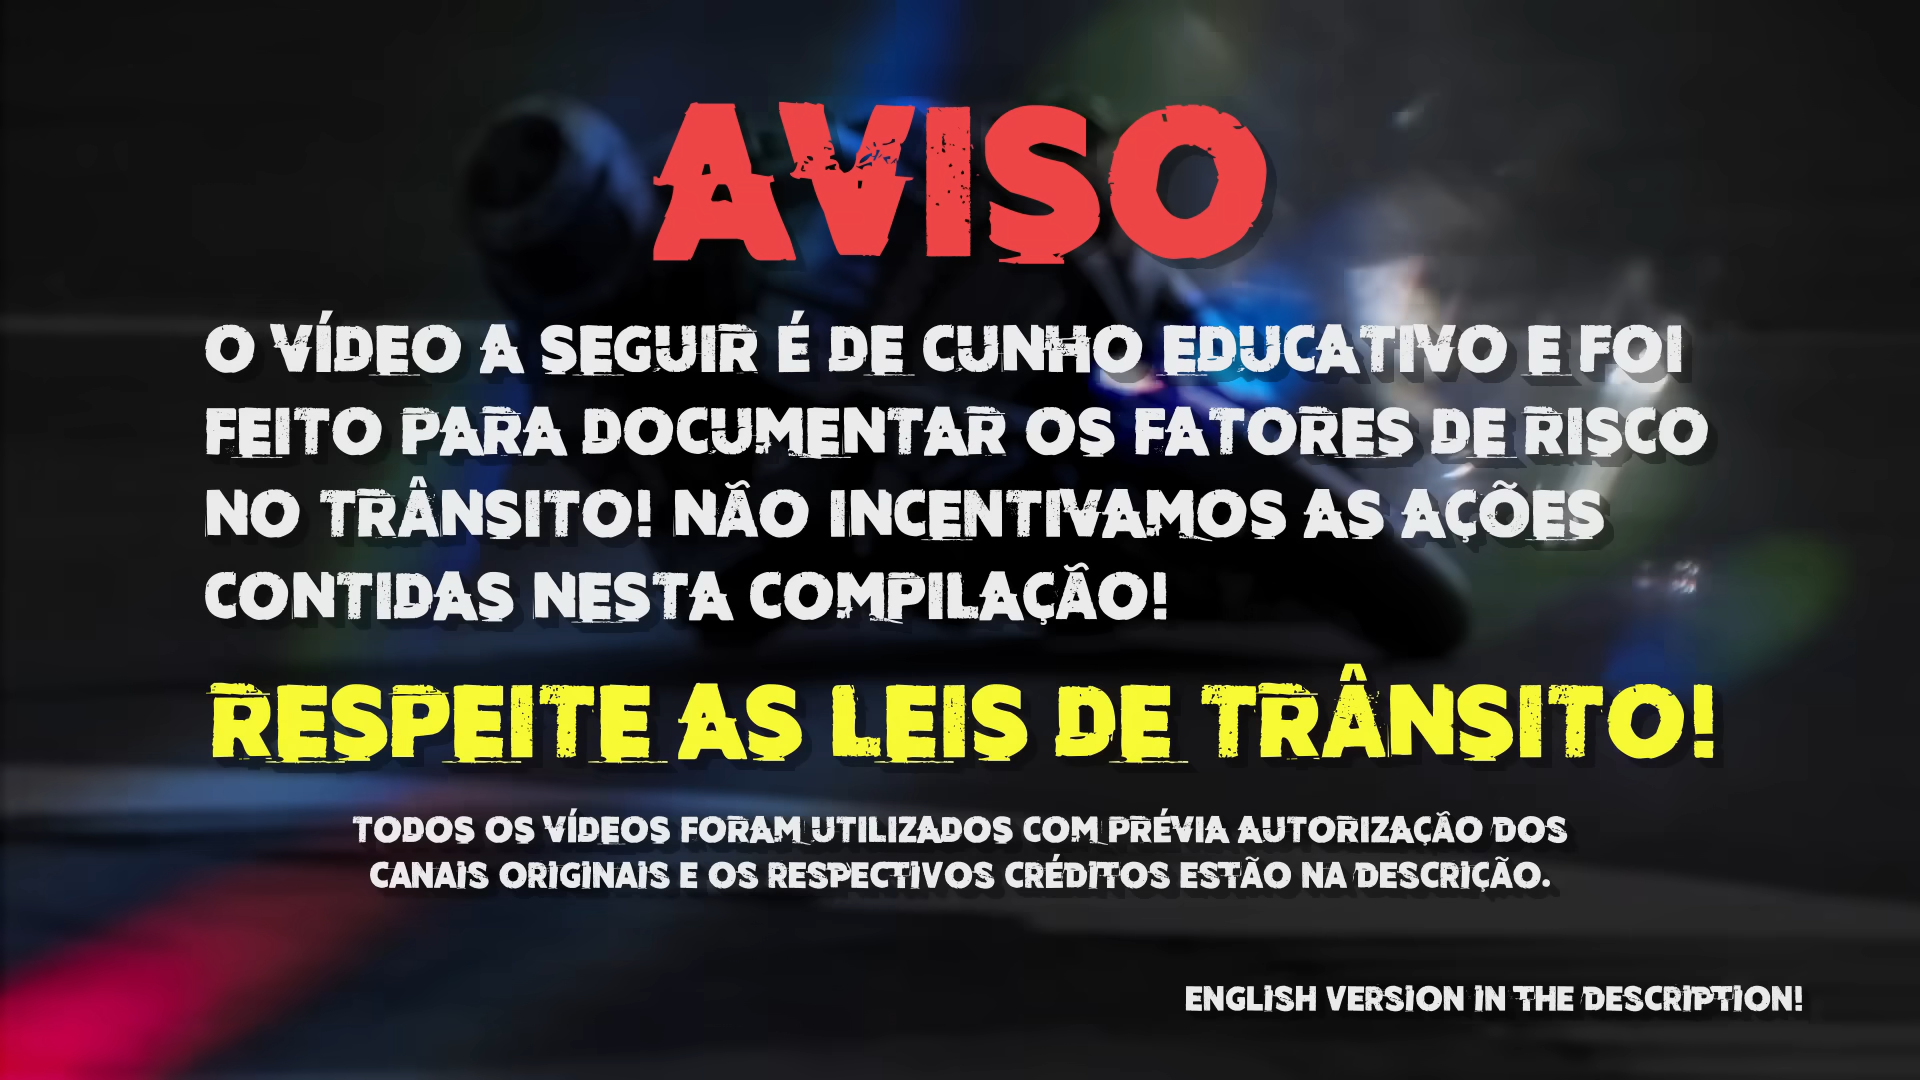 AVISO
O VÍDEO A SEGUIR É DE CUNHO EDUCATIVO E FOI
FEITO PARA DOCUMENTAR OS FATORES DE RISCO
NO TRÂNSITO! NÃO INCENTIVAMOS AS AÇÕES
CONTIDAS NESTA COMPILAÇÃO!
RESPEITE AS LEIS DE TRÂNSITO!
TODOS OS VÍDEOS FORAM UTILIZADOS COM PRÉVIA AUTORIZAÇÃO DOS
CANAIS ORIGINAIS E OS RESPECTIVOS CRÉDITOS ESTÃO NA DESCRIÇÃO.
ENGLISH VERSION IN THE DESCRIPTION!